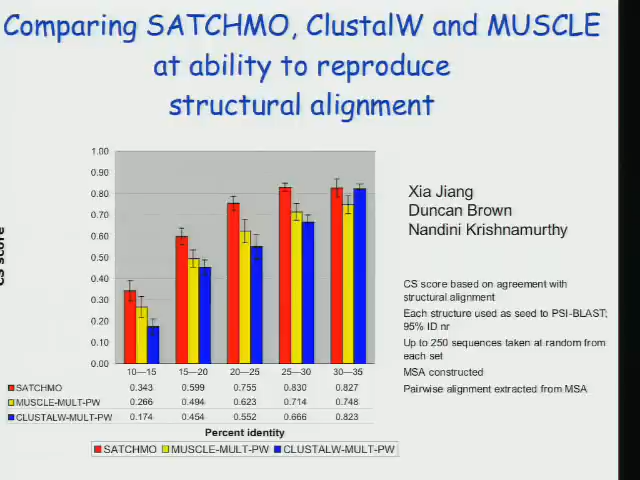 Comparing SATCHMO, ClustalW and MUSCLE
at ability to reproduce
structural alignment
1.00
0.90
0.80
0.70
0.60
0.50
0.40
0.30
0.20
0.10
0.00
CS score
10—15 15—20 20—25 25—30 30—35
SATCHMO 0.343 0.599 0.755 0.830 0.827
MUSCLE-MULT-PW 0.266 0.494 0.623 0.714 0.748
CLUSTALW-MULT-PW 0.174 0.454 0.552 0.666 0.823
Percent identity
SATCHMO MUSCLE-MULT-PW CLUSTALW-MULT-PW
Xia Jiang
Duncan Brown
Nandini Krishnamurthy
CS score based on agreement with
structural alignment
Each structure used as seed to PSI-BLAST;
95% ID nr
Up to 250 sequences taken at random from
each set
MSA constructed
Pairwise alignment extracted from MSA